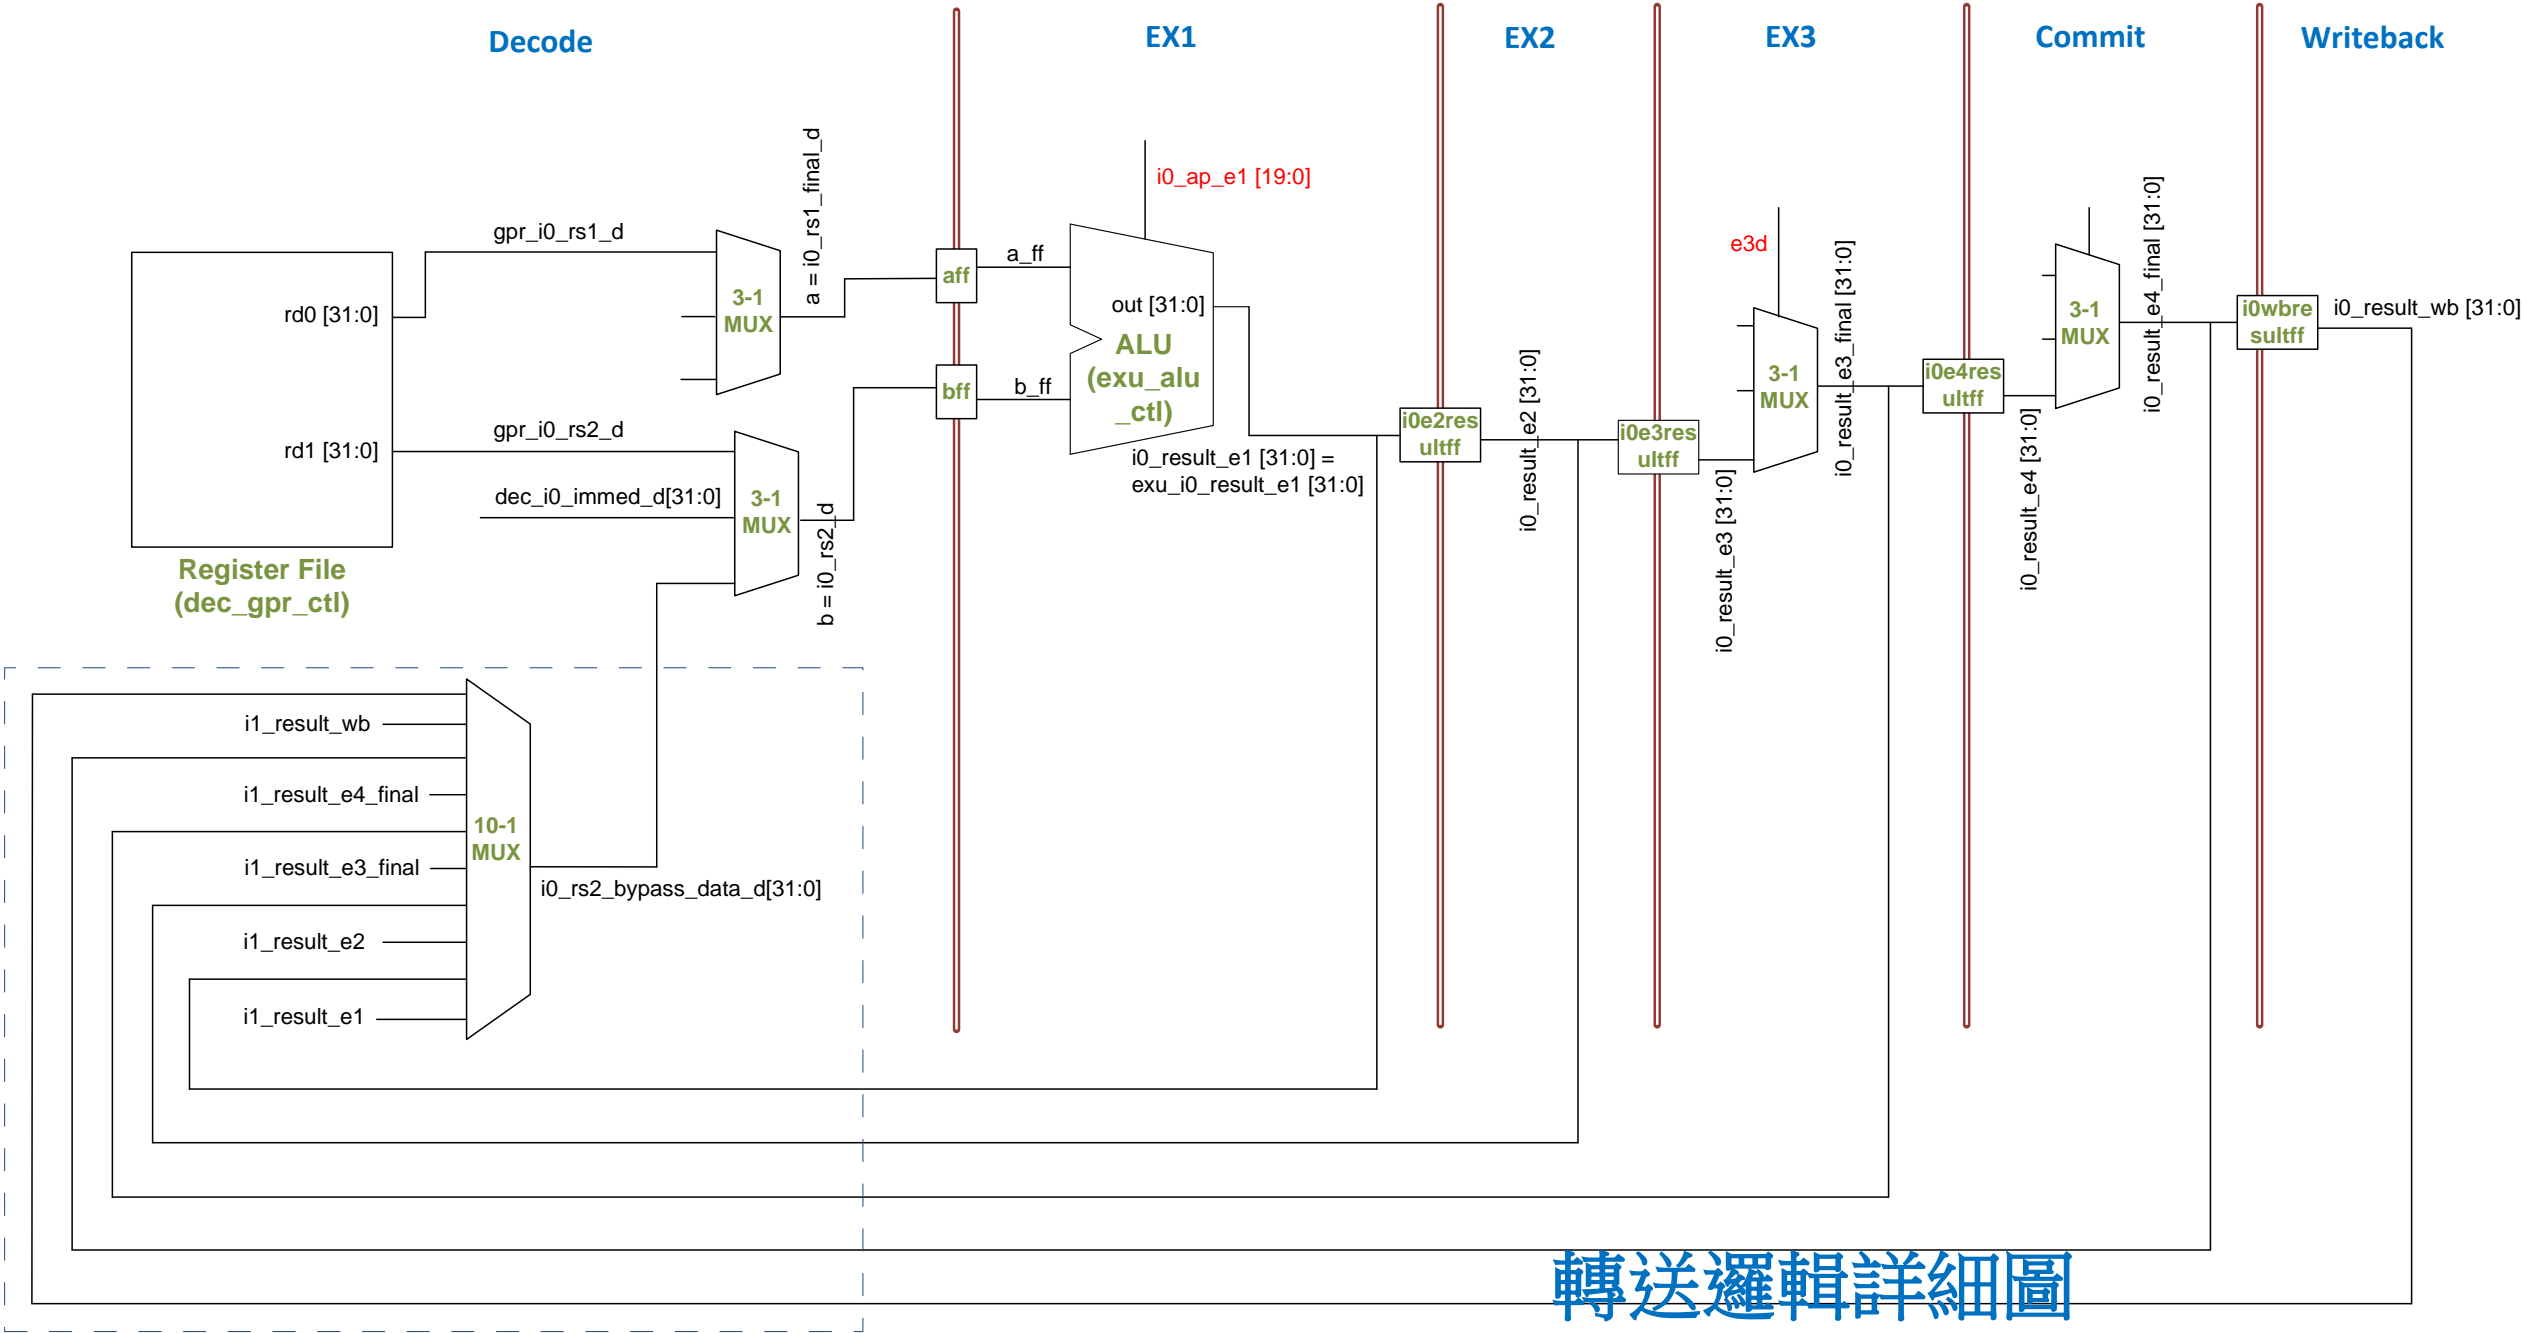 Decode
EX1
EX2
EX3
Commit
Writeback
a = i0_rs1_final_d
i0_ap_e1 [19:0]
gpr_i0_rs1_d
rd0 [31:0]
3-1
MUX
aff
a_ff
out [31:0]
ALU
(exu_alu
_ctl)
bff
b_ff
gpr_i0_rs2_d
rd1 [31:0]
dec_i0_immed_d[31:0]
3-1
MUX
b = i0_rs2_d
Register File
(dec_gpr_ctl)
i0_result_e1 [31:0] =
exu_i0_result_e1 [31:0]
i0e2res
ultff
i0_result_e2 [31:0]
i0e3res
ultff
i0_result_e3 [31:0]
e3d
3-1
MUX
i0_result_e3_final [31:0]
i0e4res
ultff
i0_result_e4 [31:0]
3-1
MUX
i0_result_e4_final [31:0]
i0wbre
sultff
i0_result_wb [31:0]
i1_result_wb
i1_result_e4_final
10-1
MUX
i1_result_e3_final
i0_rs2_bypass_data_d[31:0]
i1_result_e2
i1_result_e1
轉送邏輯詳細圖